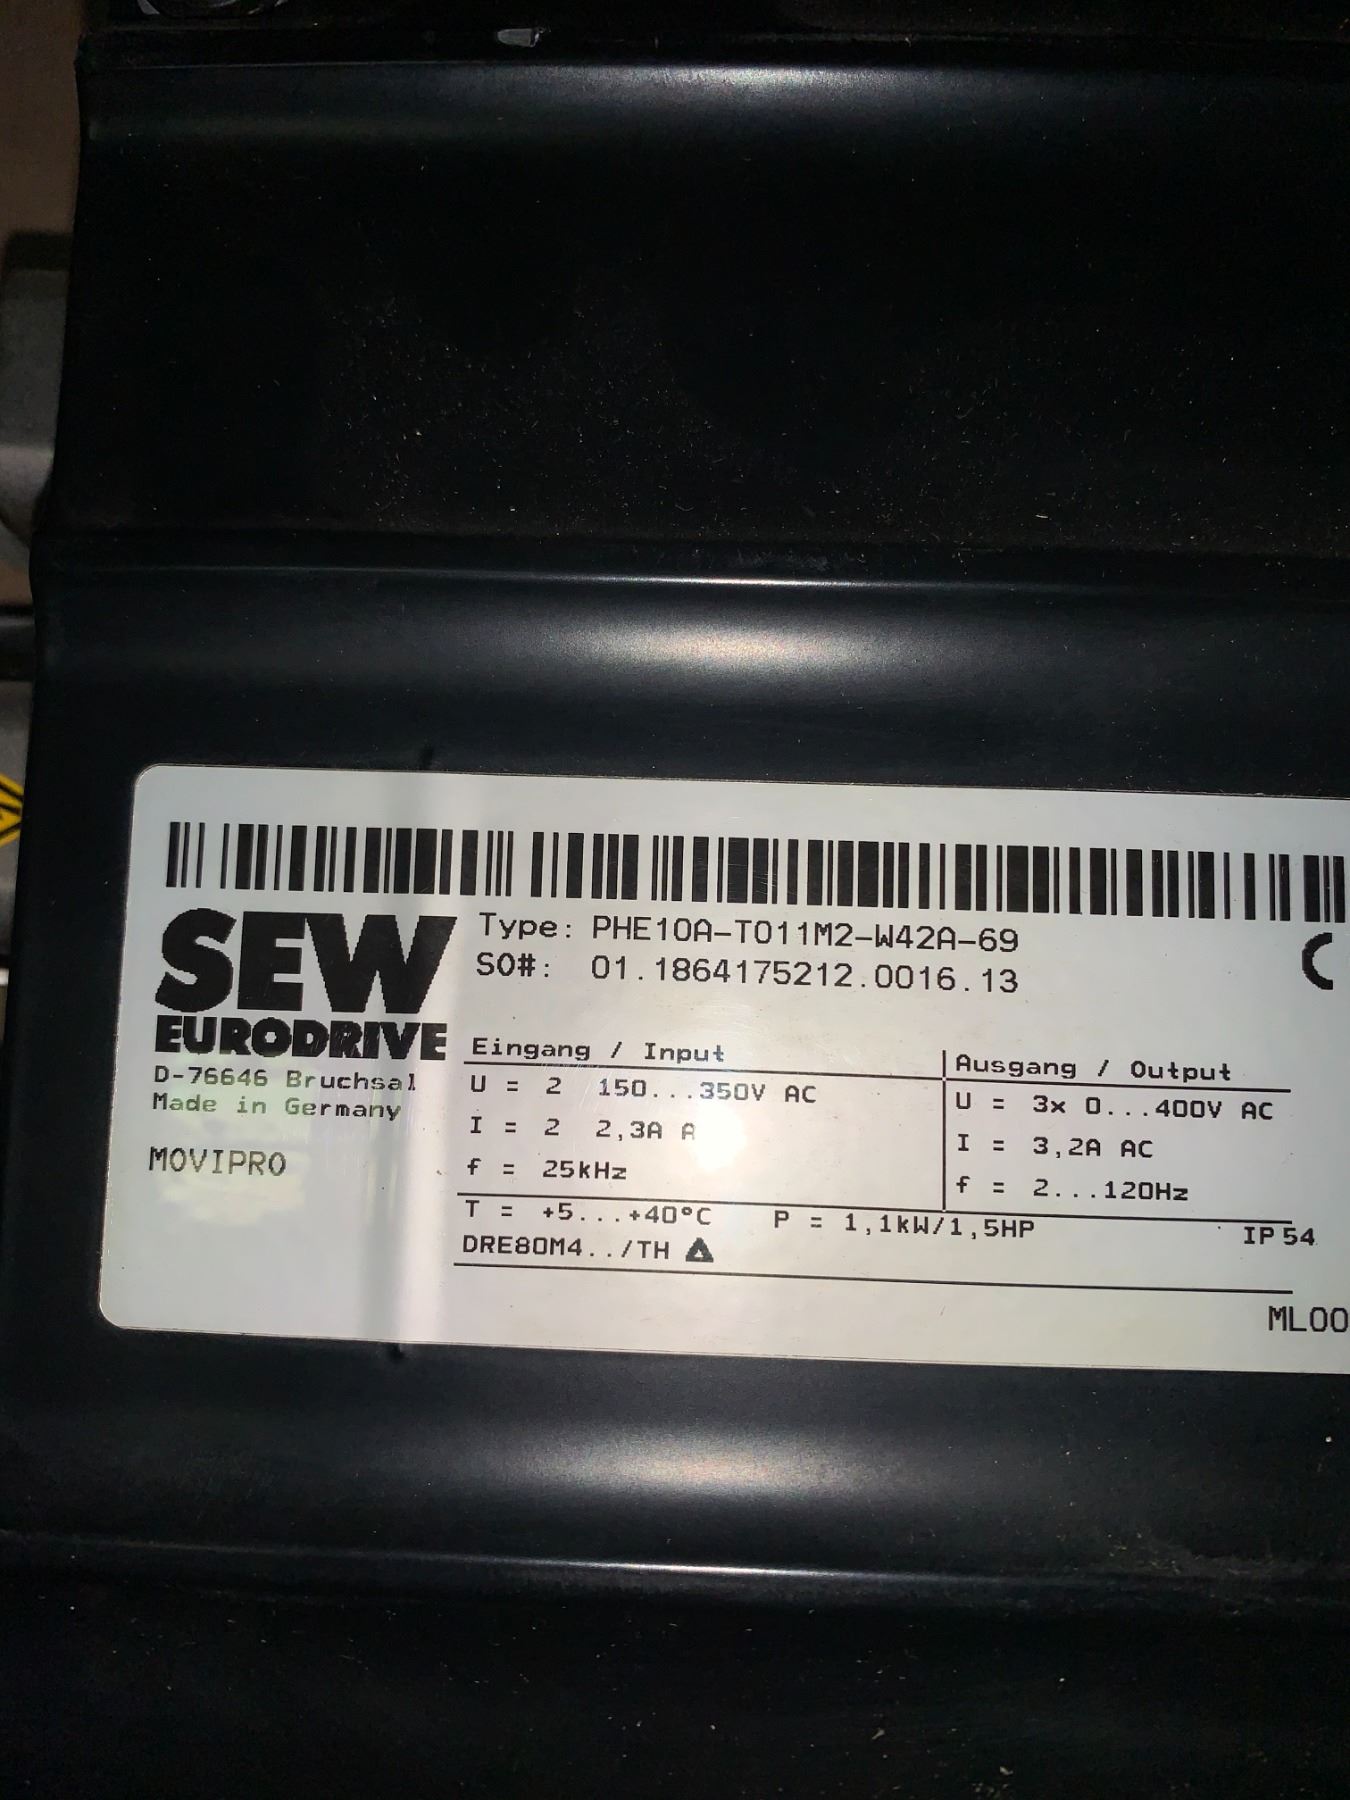 SEW
EURODRIVE
D-76646 Bruchsal
Made in Germany
MOVIPRO
Type: PHE10A-T011M2-W42A-69
SO#: 01.1864175212.0016.13
Eingang / Input
U = 2 150...350V AC
I = 2 2,3A A
f = 25kHz
Ausgang / Output
U = 3x 0...400V AC
I = 3,2A AC
f = 2...120Hz
T = +5...+40°C P = 1,1kW/1,5HP IP 54
DRE80M4../TH
ML00